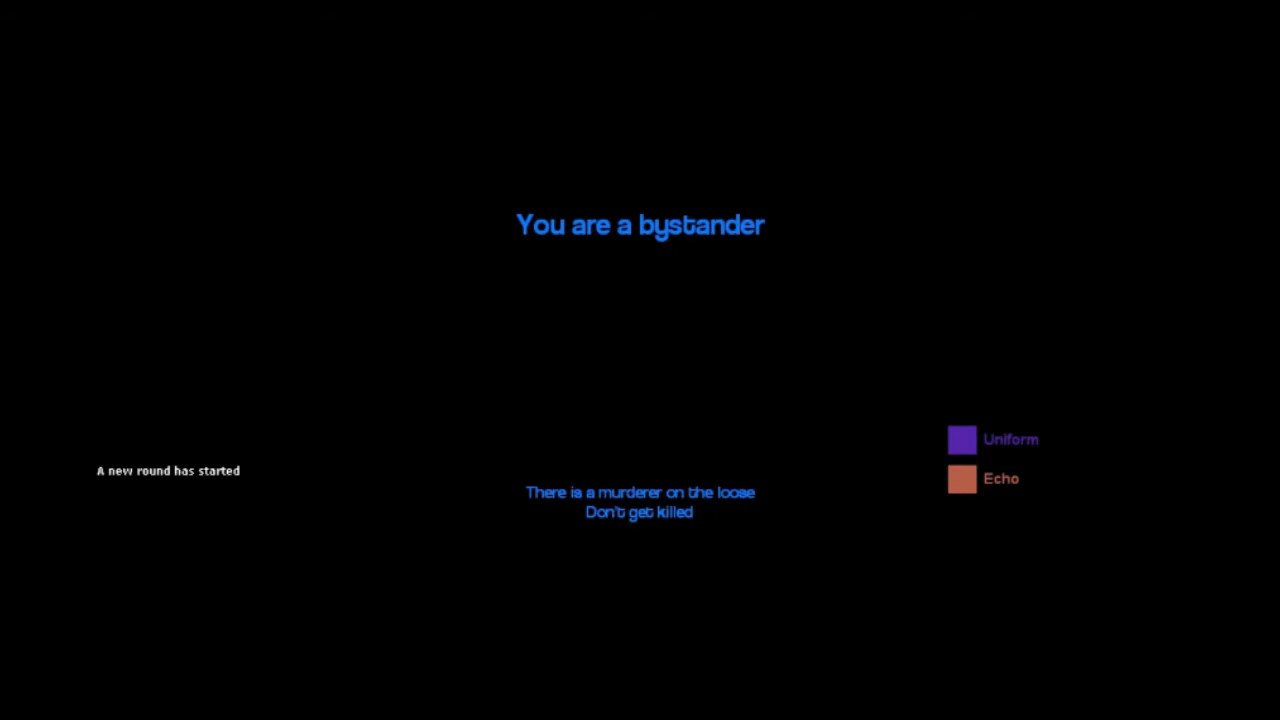 You are a bystander
Uniform
A new round has started
Echo
There is a murderer on the loose
Don't get killed